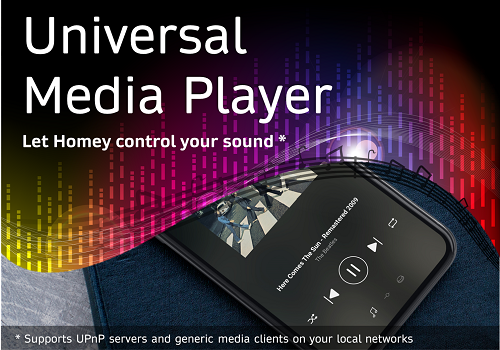 Universal
Media Player
Let Homey control your sound *
Here Comes The Sun - Remastered 2009
The Beatles
* Supports UPnP servers and generic media clients on your local networks